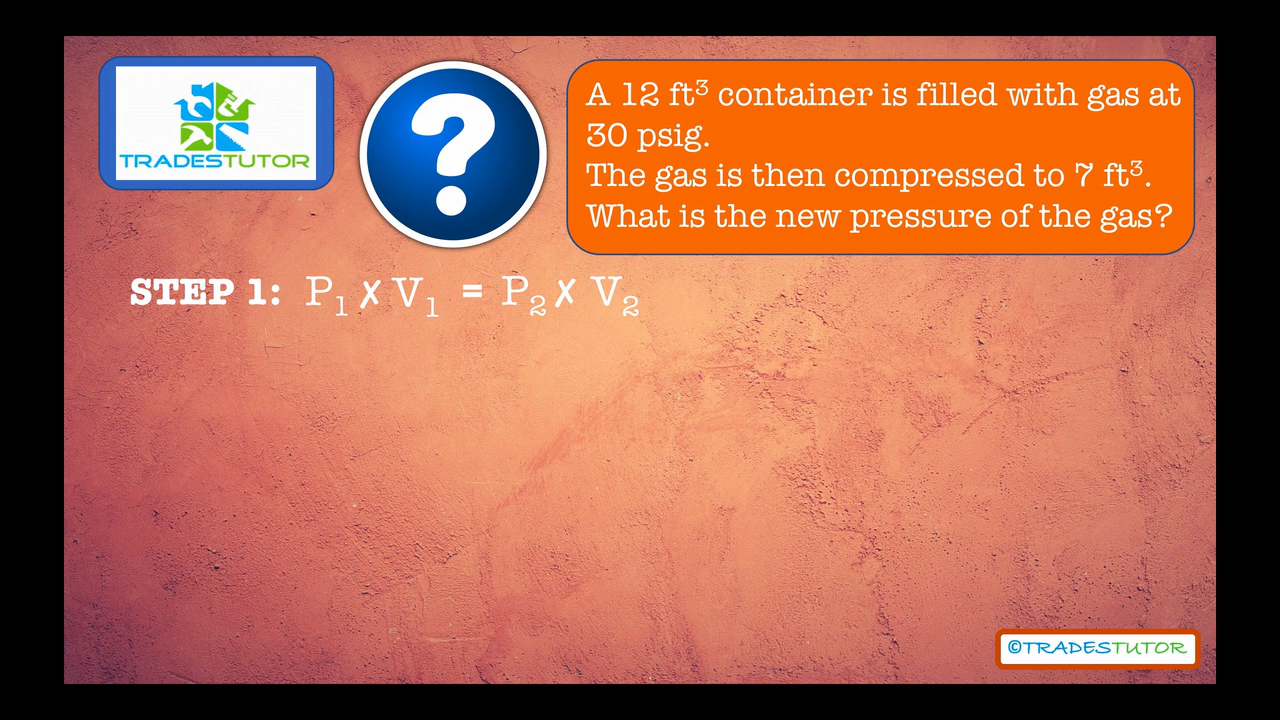 TRADESTUTOR
?
A 12 ft³ container is filled with gas at
30 psig.
The gas is then compressed to 7 ft³.
What is the new pressure of the gas?
STEP 1: P₁ x V₁ = P₂ x V₂
©TRADESTUTOR